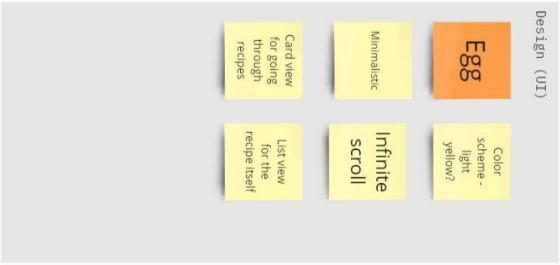 Design (UI)
Egg
Color
scheme -
light
yellow?
Minimalistic
Infinite
scroll
Card view
for going
through
recipes
List view
for the
recipe itself